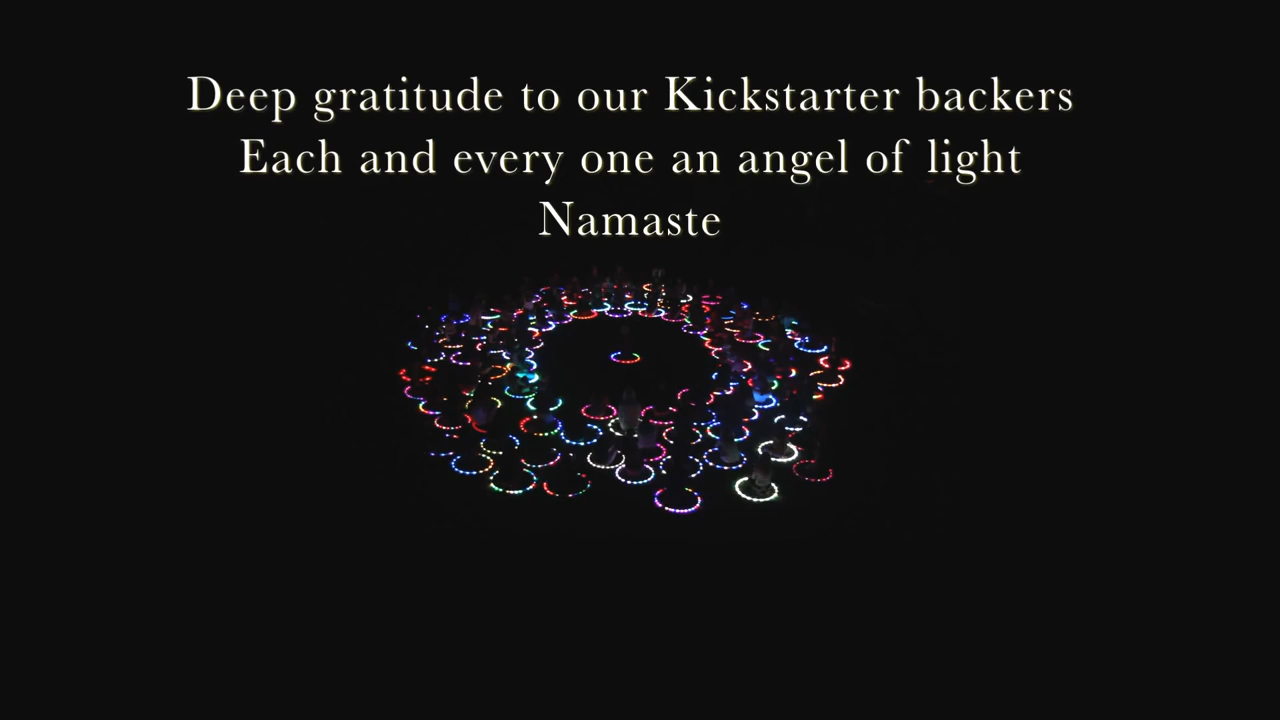 Deep gratitude to our Kickstarter backers
Each and every one an angel of light
Namaste